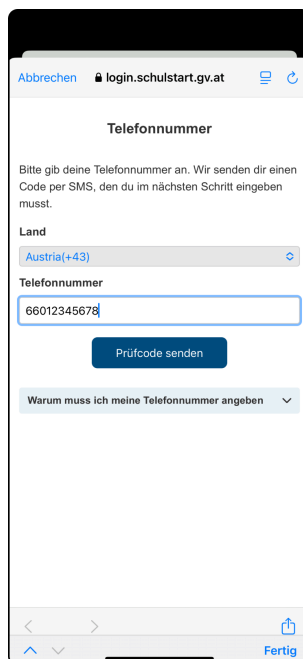 Abbrechen login.schulstart.gv.at
Telefonnummer
Bitte gib deine Telefonnummer an. Wir senden dir einen
Code per SMS, den du im nächsten Schritt eingeben
musst.
Land
Austria(+43)
Telefonnummer
66012345678
Prüfcode senden
Warum muss ich meine Telefonnummer angeben
Fertig